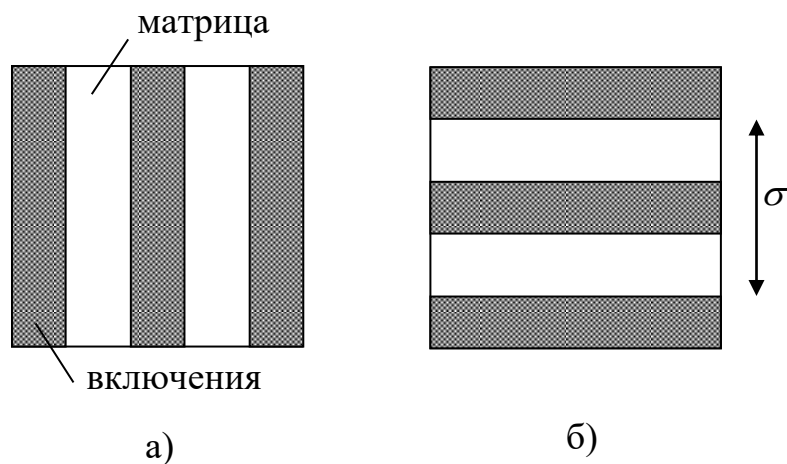 матрица
σ
включения
а)
б)